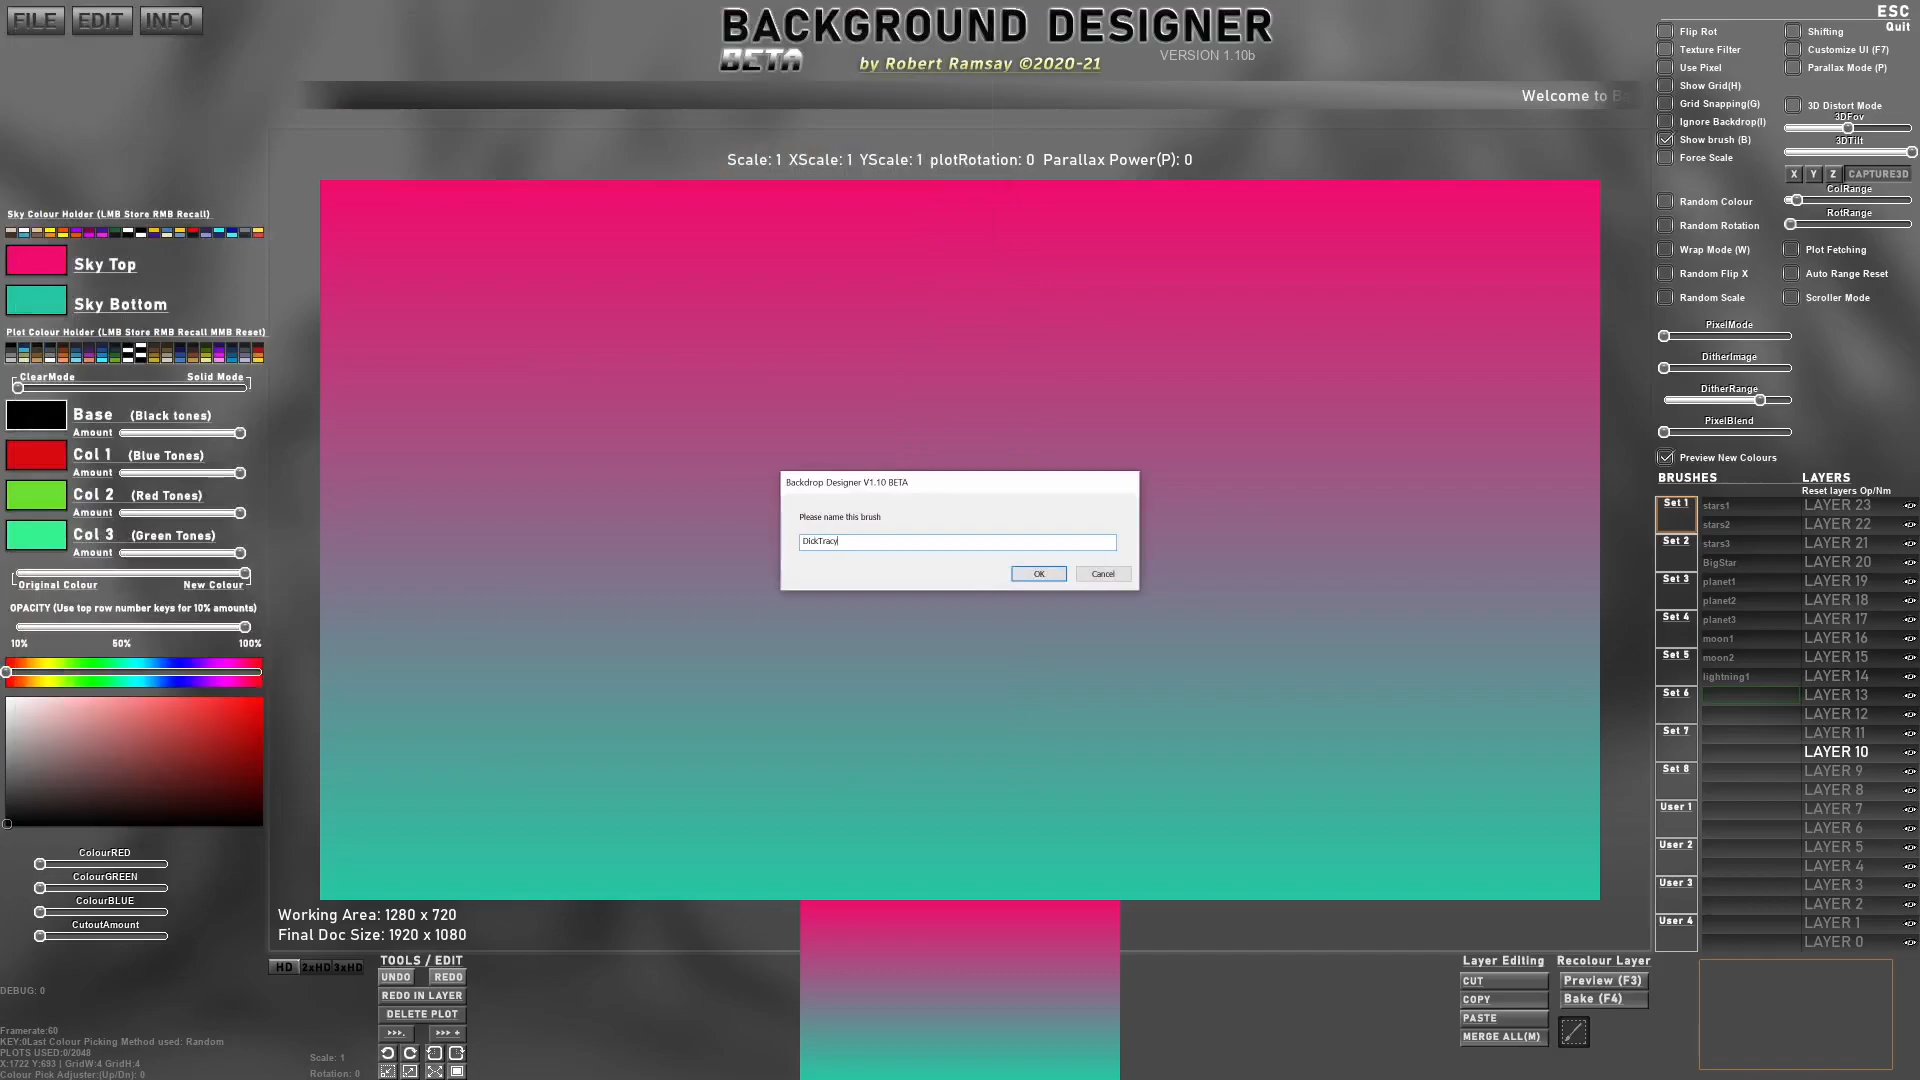 FILE EDIT INFO
BACKGROUND DESIGNER
BETA
by Robert Ramsay ©2020-21
VERSION 1.10b
ESC
Quit
Welcome to
Scale: 1 XScale: 1 YScale: 1 plotRotation: 0 Parallax Power(P): 0
Sky Colour Holder (LMB Store RMB Recall)
Sky Top
Sky Bottom
Plot Colour Holder (LMB Store RMB Recall MMB Reset)
ClearMode Solid Mode
Base (Black tones)
Amount
Col 1 (Blue Tones)
Amount
Col 2 (Red Tones)
Amount
Col 3 (Green Tones)
Amount
Original Colour New Colour
OPACITY (Use top row number keys for 10% amounts)
10% 50% 100%
ColourRED
ColourGREEN
ColourBLUE
CutoutAmount
DEBUG: 0
Framerate:60
KEY:0Last Colour Picking Method used: Random
PLOTS USED:0/2048
X:1722 Y:693 | GridW:4 GridH:4
Colour Pick Adjuster:(Up/Dn): 0
Backdrop Designer V1.10 BETA
Please name this brush
DickTracy
OK Cancel
Working Area: 1280 x 720
Final Doc Size: 1920 x 1080
HD 2xHD 3xHD
TOOLS / EDIT
UNDO REDO
REDO IN LAYER
DELETE PLOT
>>>. >>> +
Scale: 1
Rotation: 0
Flip Rot
Texture Filter
Use Pixel
Show Grid(H)
Grid Snapping(G)
Ignore Backdrop(I)
Show brush (B)
Force Scale
Random Colour
Random Rotation
Wrap Mode (W)
Random Flip X
Random Scale
Shifting
Customize UI (F7)
Parallax Mode (P)
3D Distort Mode
3DFov
3DTilt
X Y Z CAPTURE3D
ColRange
RotRange
Plot Fetching
Auto Range Reset
Scroller Mode
PixelMode
DitherImage
DitherRange
PixelBlend
Preview New Colours
BRUSHES LAYERS
Reset layers Op/Nm
Set 1
Set 2
Set 3
Set 4
Set 5
Set 6
Set 7
Set 8
User 1
User 2
User 3
User 4
stars1
stars2
stars3
BigStar
planet1
planet2
planet3
moon1
moon2
lightning1
LAYER 23
LAYER 22
LAYER 21
LAYER 20
LAYER 19
LAYER 18
LAYER 17
LAYER 16
LAYER 15
LAYER 14
LAYER 13
LAYER 12
LAYER 11
LAYER 10
LAYER 9
LAYER 8
LAYER 7
LAYER 6
LAYER 5
LAYER 4
LAYER 3
LAYER 2
LAYER 1
LAYER 0
Layer Editing Recolour Layer
CUT Preview (F3)
COPY Bake (F4)
PASTE
MERGE ALL(M)